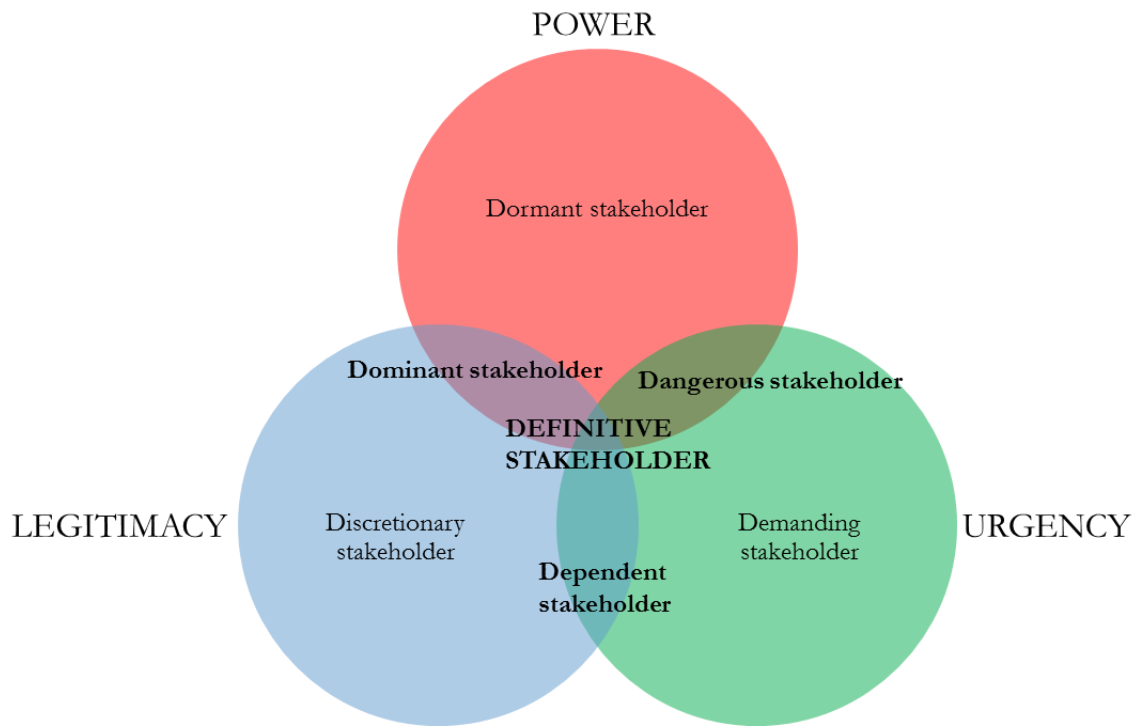 POWER
Dormant stakeholder
Dominant stakeholder
Dangerous stakeholder
DEFINITIVE
STAKEHOLDER
LEGITIMACY
Discretionary
stakeholder
Demanding
stakeholder
URGENCY
Dependent
stakeholder